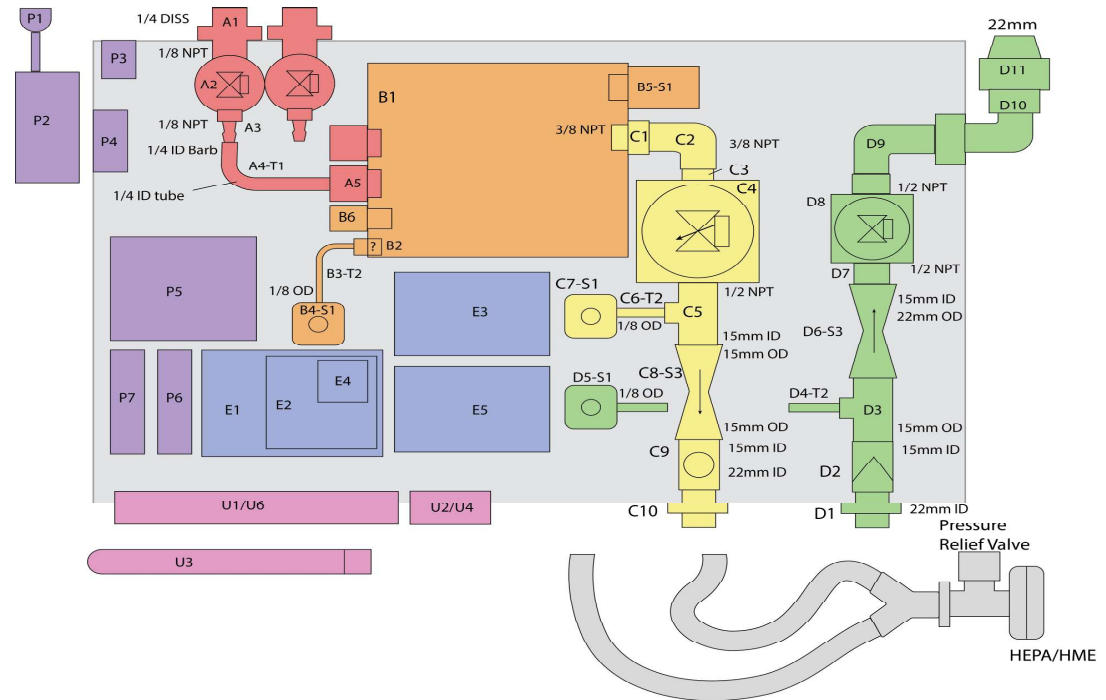 P1
P2
P3
P4
1/4 DISS
A1
1/8 NPT
A2
1/8 NPT
A3
1/4 ID Barb
A4-T1
1/4 ID tube
A5
B1
B5-S1
B6
B2
?
B3-T2
1/8 OD
B4-S1
3/8 NPT
C1
C2
3/8 NPT
C3
C4
1/2 NPT
C7-S1
C6-T2
1/8 OD
C5
15mm ID
15mm OD
C8-S3
D5-S1
1/8 OD
15mm OD
C9
15mm ID
22mm ID
C10
22mm
D11
D10
D9
1/2 NPT
D8
D7
1/2 NPT
15mm ID
22mm OD
D6-S3
D4-T2
D3
15mm OD
15mm ID
D2
D1
22mm ID
P5
P7
P6
E1
E2
E4
E3
E5
U1/U6
U2/U4
U3
Pressure
Relief Valve
HEPA/HME